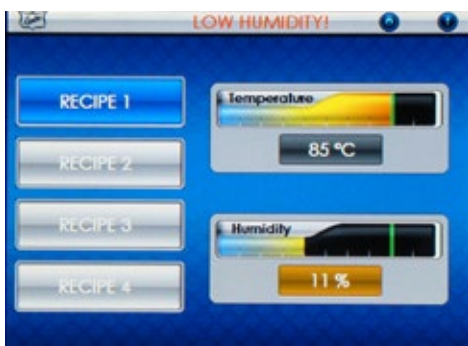 LOW HUMIDITY!
RECIPE 1
RECIPE 2
RECIPE 3
RECIPE 4
Temperature
85 °C
Humidity
11 %